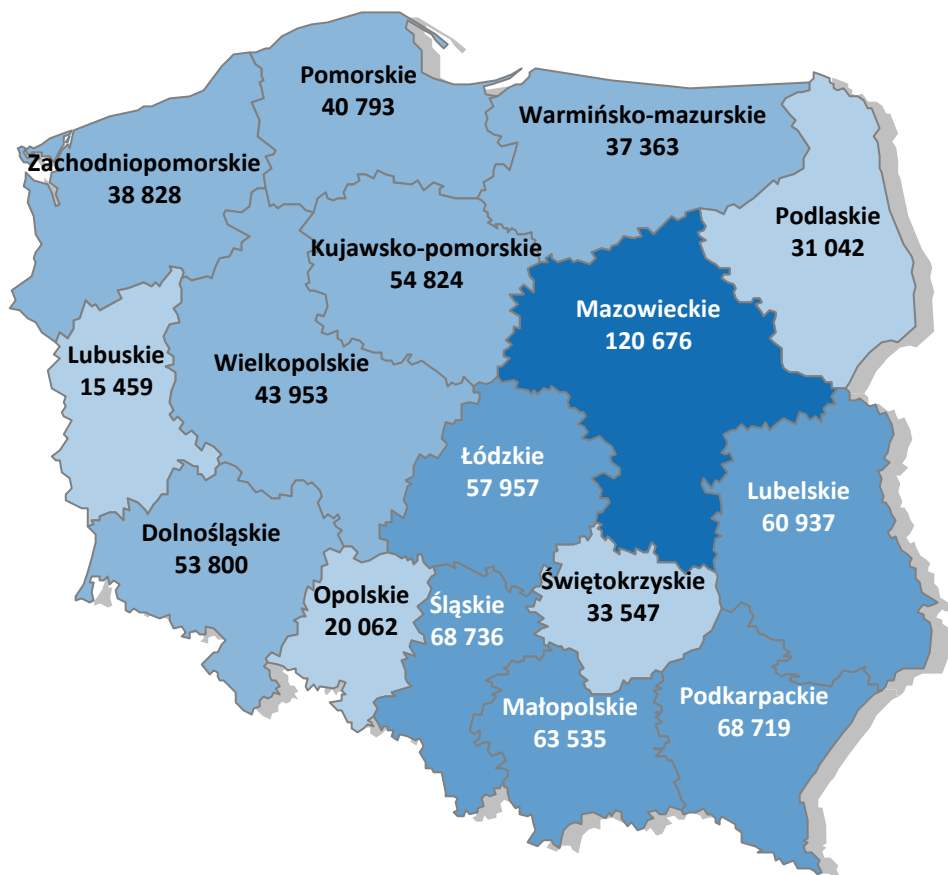 Pomorskie
40 793
Warmińsko-mazurskie
37 363
Zachodniopomorskie
38 828
Podlaskie
31 042
Kujawsko-pomorskie
54 824
Mazowieckie
120 676
Lubuskie
15 459
Wielkopolskie
43 953
Łódzkie
57 957
Lubelskie
60 937
Dolnośląskie
53 800
Opolskie
20 062
Śląskie
68 736
Świętokrzyskie
33 547
Małopolskie
63 535
Podkarpackie
68 719